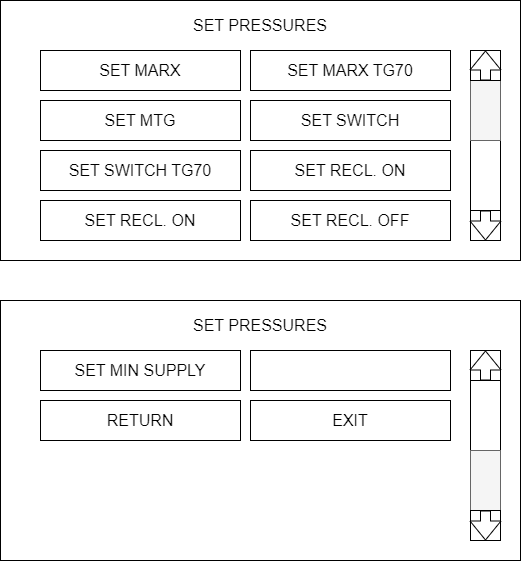 SET PRESSURES
SET MARX
SET MARX TG70
SET MTG
SET SWITCH
SET SWITCH TG70
SET RECL. ON
SET RECL. ON
SET RECL. OFF
SET PRESSURES
SET MIN SUPPLY
RETURN
EXIT